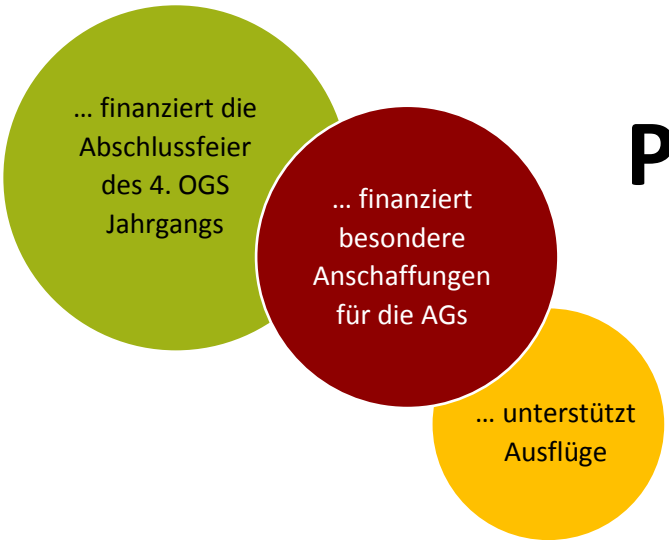 ... finanziert die
Abschlussfeier
des 4. OGS
Jahrgangs
P
... finanziert
besondere
Anschaffungen
für die AGs
... unterstützt
Ausflüge